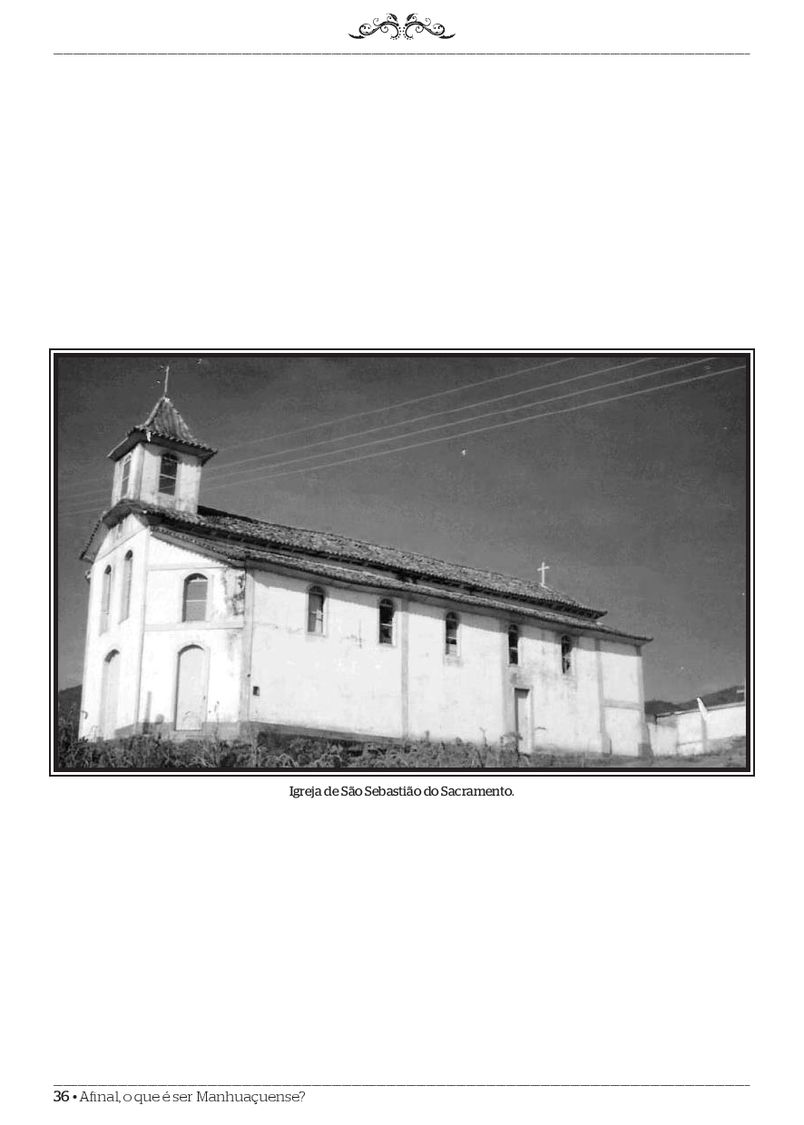 Igreja de São Sebastião do Sacramento.
36 • Afinal, o que é ser Manhuaçuense?